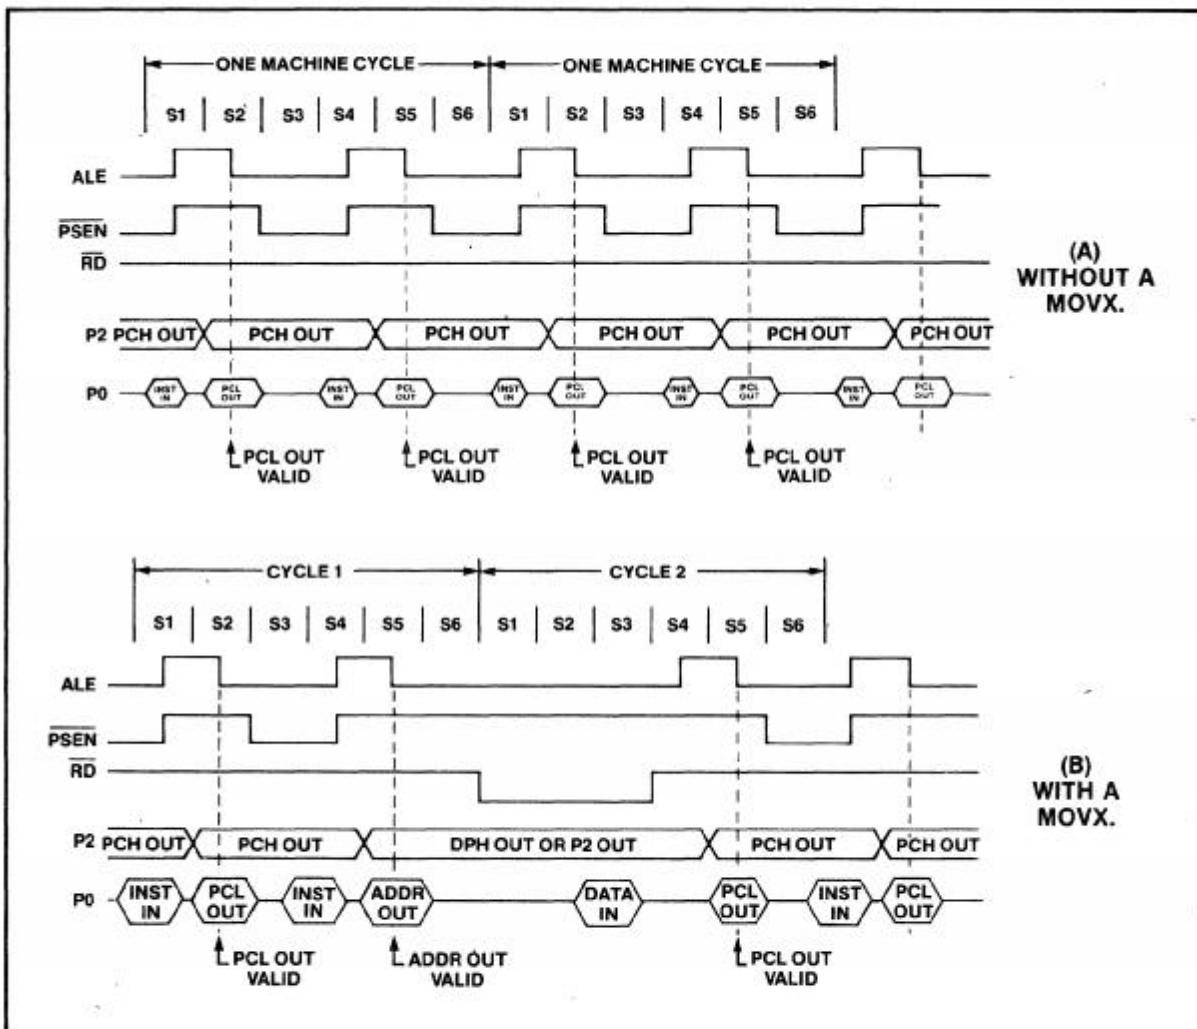 ONE MACHINE CYCLE ONE MACHINE CYCLE
S1 S2 S3 S4 S5 S6 S1 S2 S3 S4 S5 S6
ALE
PSEN
RD
(A)
WITHOUT A
MOVX.
P2 PCH OUT PCH OUT PCH OUT PCH OUT PCH OUT PCH OUT
P0 INST IN PCL OUT INST IN PCL OUT INST IN PCL OUT INST IN PCL OUT INST IN PCL OUT
PCL OUT VALID PCL OUT VALID PCL OUT VALID PCL OUT VALID
CYCLE 1 CYCLE 2
S1 S2 S3 S4 S5 S6 S1 S2 S3 S4 S5 S6
ALE
PSEN
RD
(B)
WITH A
MOVX.
P2 PCH OUT PCH OUT DPH OUT OR P2 OUT PCH OUT PCH OUT
P0 INST IN PCL OUT INST IN ADDR OUT DATA IN PCL OUT INST IN PCL OUT
PCL OUT VALID ADDR OUT VALID PCL OUT VALID